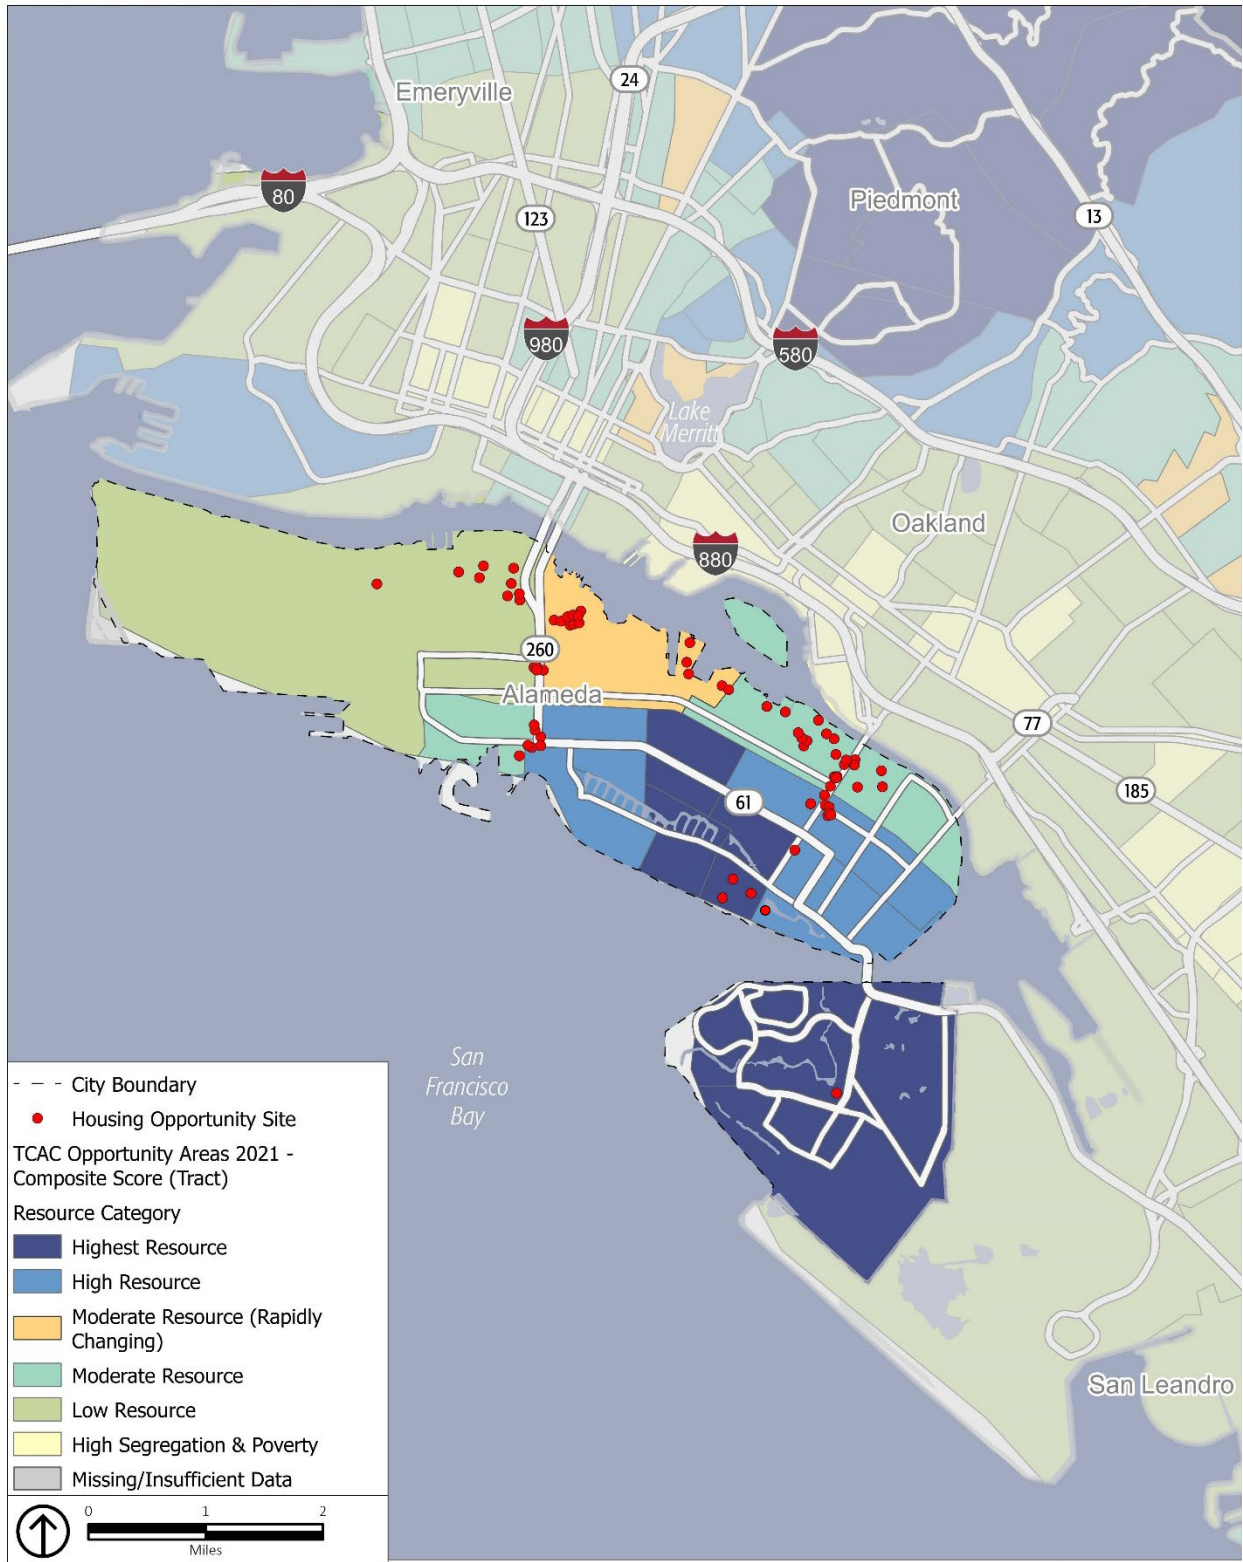 24
Emeryville
80
123
Piedmont
13
980
580
Lake
Merritt
Oakland
880
260
Alameda
77
185
61
San
Francisco
Bay
San Leandro
City Boundary
Housing Opportunity Site
TCAC Opportunity Areas 2021 -
Composite Score (Tract)
Resource Category
Highest Resource
High Resource
Moderate Resource (Rapidly
Changing)
Moderate Resource
Low Resource
High Segregation & Poverty
Missing/Insufficient Data
0 1 2
Miles